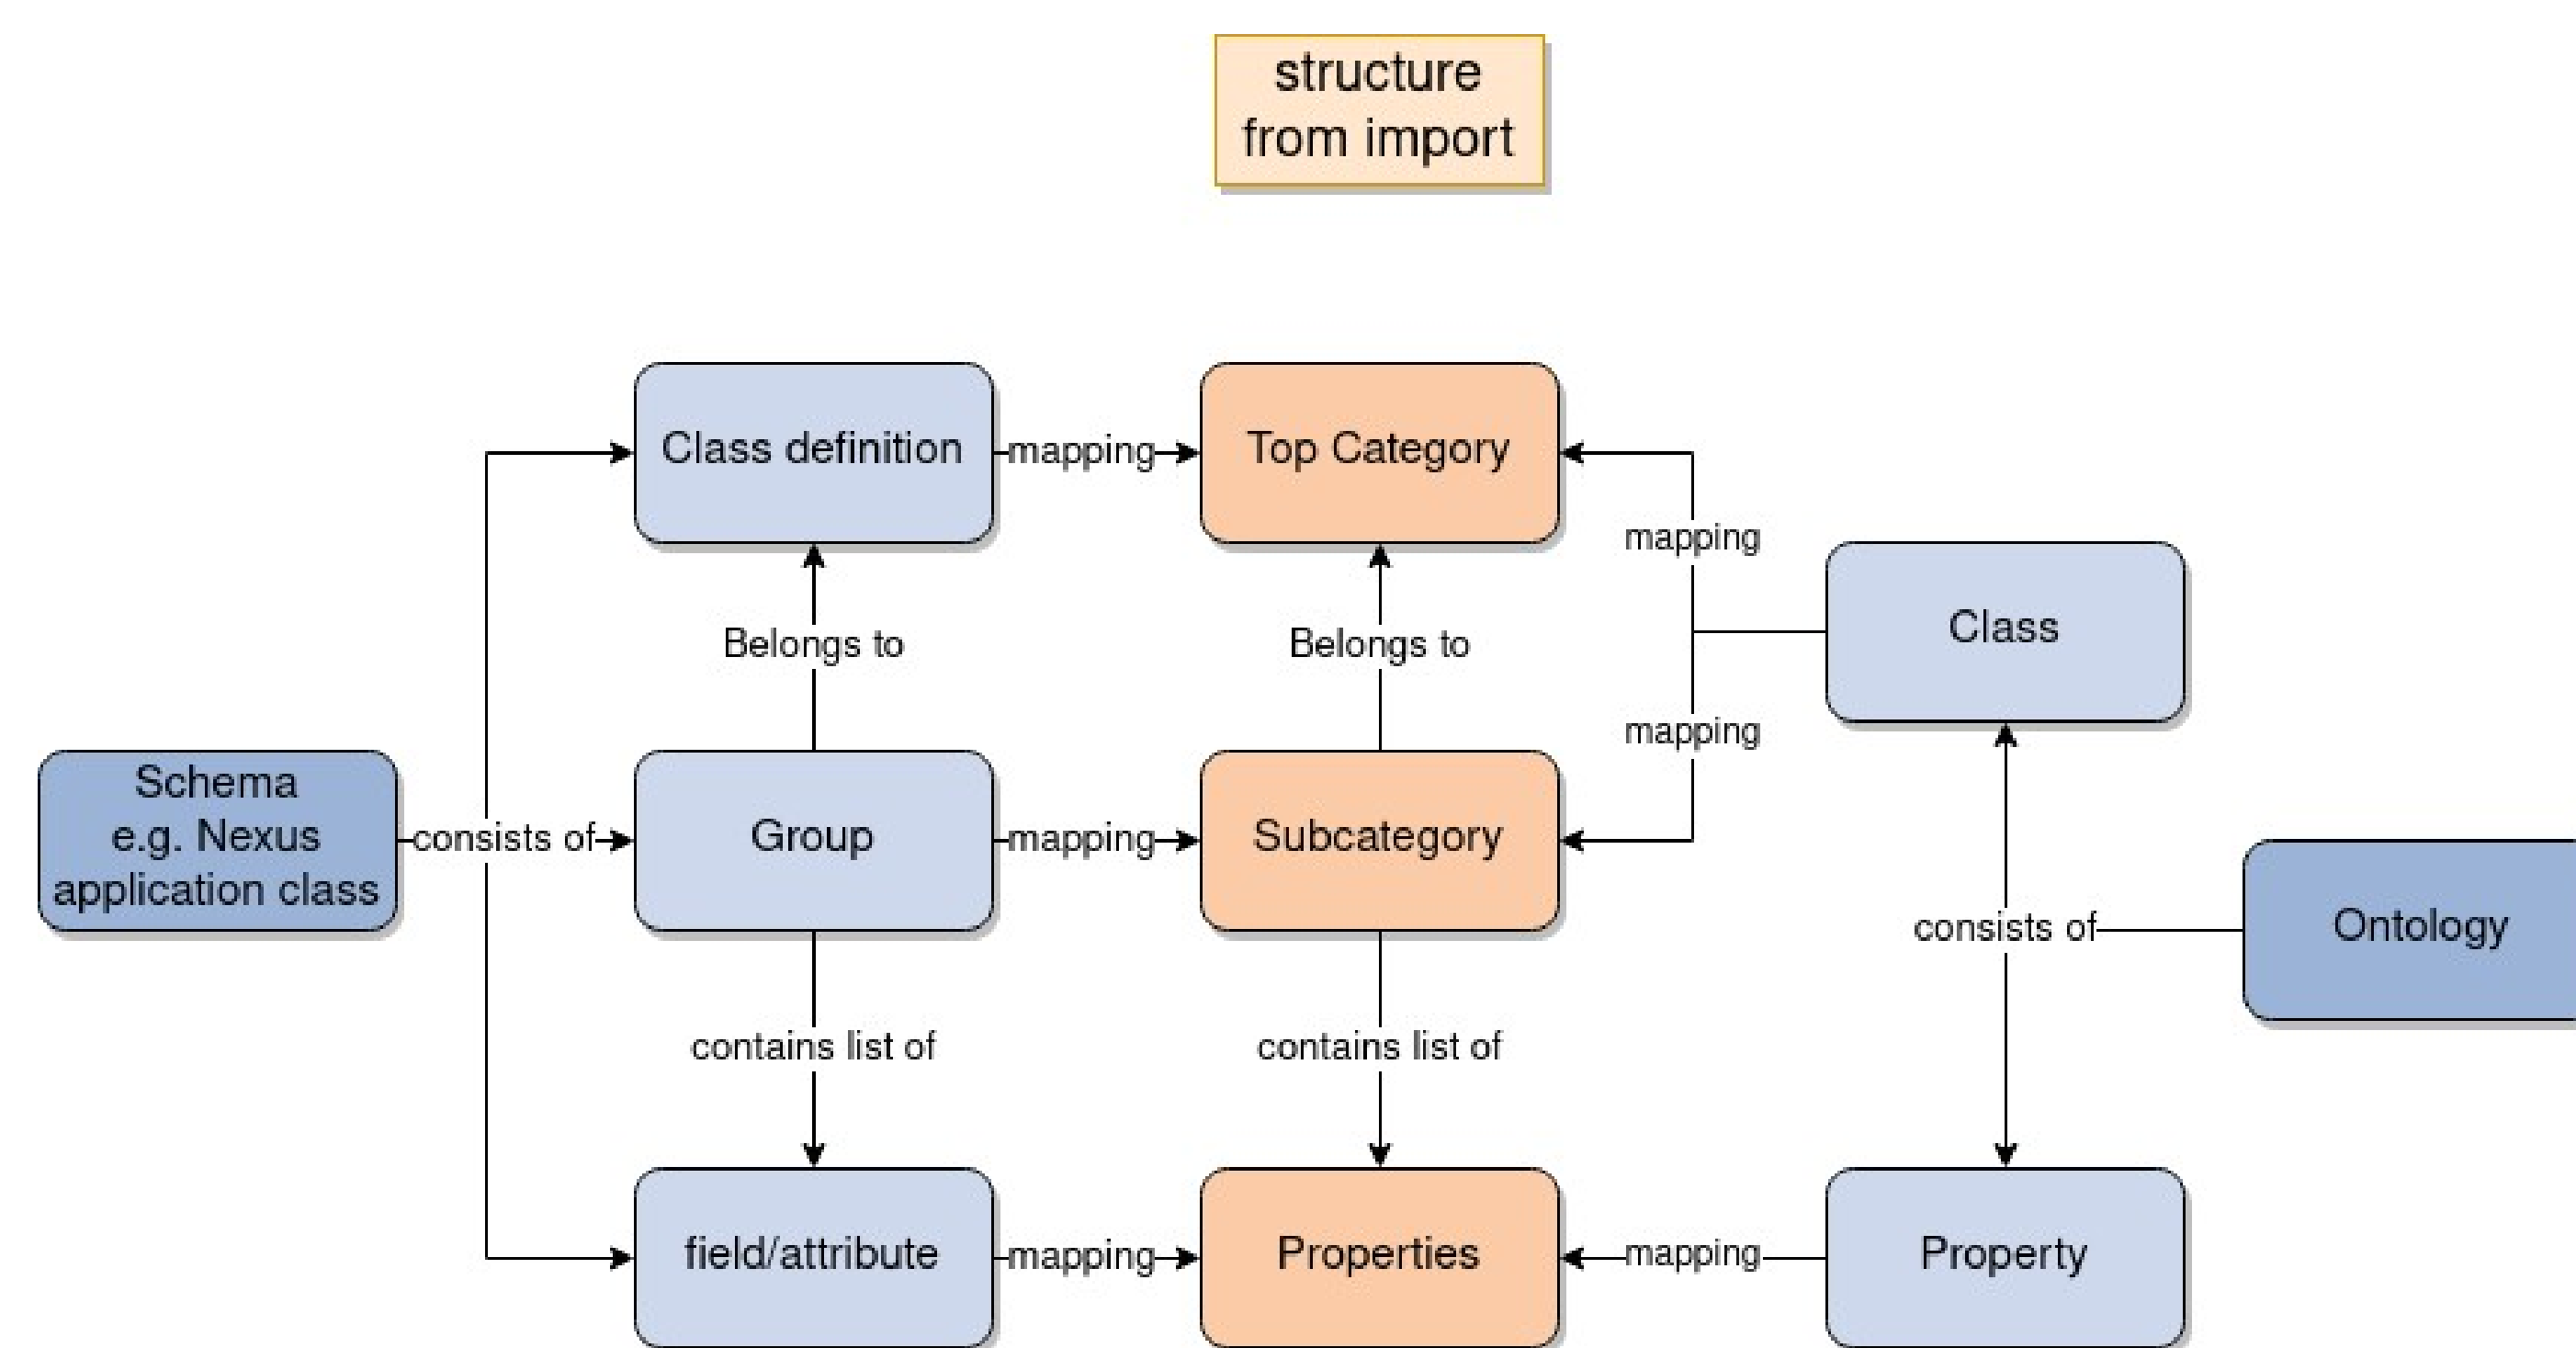 structure
from import
Class definition
mapping
Top Category
mapping
Belongs to
Belongs to
Class
mapping
Schema
e.g. Nexus
application class
consists of
Group
mapping
Subcategory
consists of
Ontology
contains list of
contains list of
field/attribute
mapping
Properties
mapping
Property